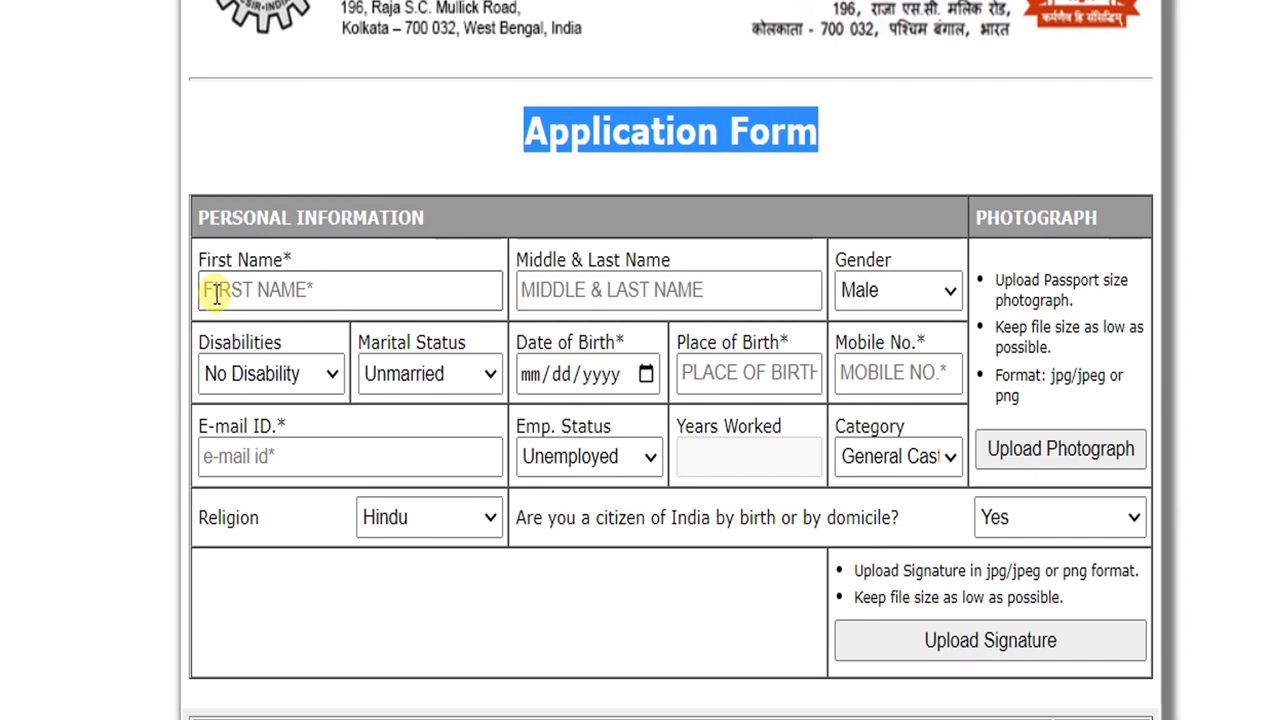 CSIR-INDIA
196, Raja S.C. Mullick Road,
Kolkata – 700 032, West Bengal, India
196, राजा एस.सी. मलिक रोड,
कोलकाता - 700 032, पश्चिम बंगाल, भारत
कर्मणैव हि संसिद्धिम्
Application Form
PERSONAL INFORMATION
PHOTOGRAPH
First Name*
Middle & Last Name
Gender
FIRST NAME*
MIDDLE & LAST NAME
Male
Disabilities
Marital Status
Date of Birth*
Place of Birth*
Mobile No.*
No Disability
Unmarried
mm/dd/yyyy
PLACE OF BIRTH
MOBILE NO.*
E-mail ID.*
Emp. Status
Years Worked
Category
e-mail id*
Unemployed
General Cast
• Upload Passport size
photograph.
• Keep file size as low as
possible.
• Format: jpg/jpeg or
png
Upload Photograph
Religion
Hindu
Are you a citizen of India by birth or by domicile?
Yes
• Upload Signature in jpg/jpeg or png format.
• Keep file size as low as possible.
Upload Signature